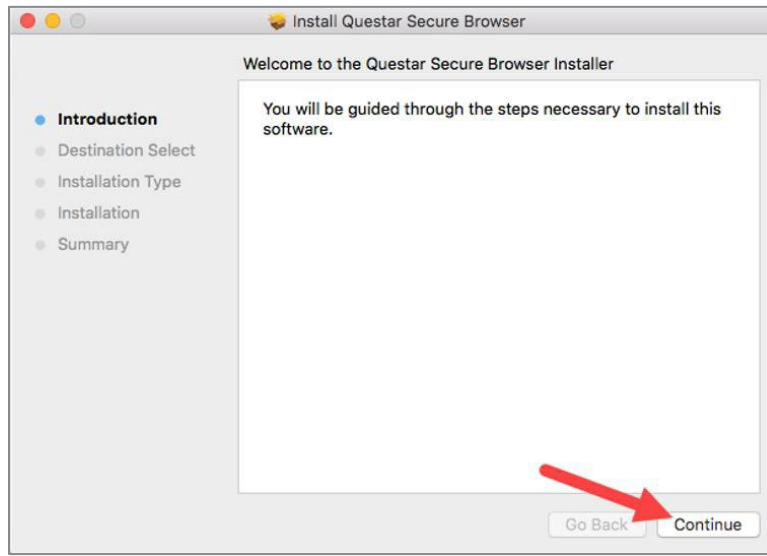 Install Questar Secure Browser
Welcome to the Questar Secure Browser Installer
Introduction
Destination Select
Installation Type
Installation
Summary
You will be guided through the steps necessary to install this
software.
Go Back
Continue